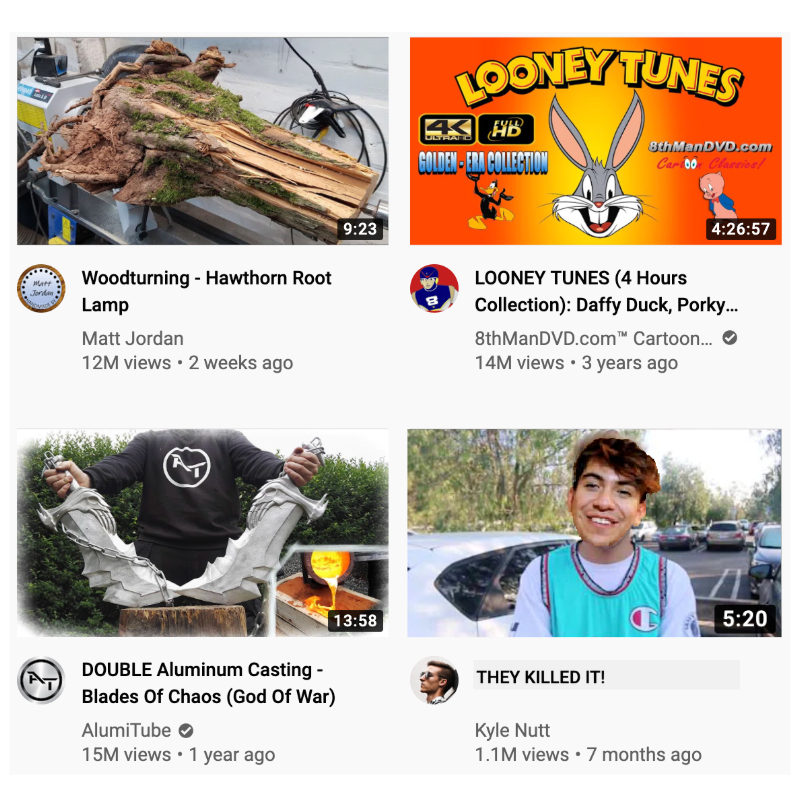 9:23
Woodturning - Hawthorn Root
Lamp
Matt Jordan
Matt Jordan
12M views • 2 weeks ago
LOONEY TUNES
4K
ULTRA HD
FULL
HD
GOLDEN - ERA COLLECTION
8thManDVD.com
Cartoon Classics!
4:26:57
B
LOONEY TUNES (4 Hours
Collection): Daffy Duck, Porky...
8thManDVD.com™ Cartoon...
14M views • 3 years ago
AT
13:58
AT
DOUBLE Aluminum Casting -
Blades Of Chaos (God Of War)
AlumiTube
15M views • 1 year ago
5:20
THEY KILLED IT!
Kyle Nutt
1.1M views • 7 months ago